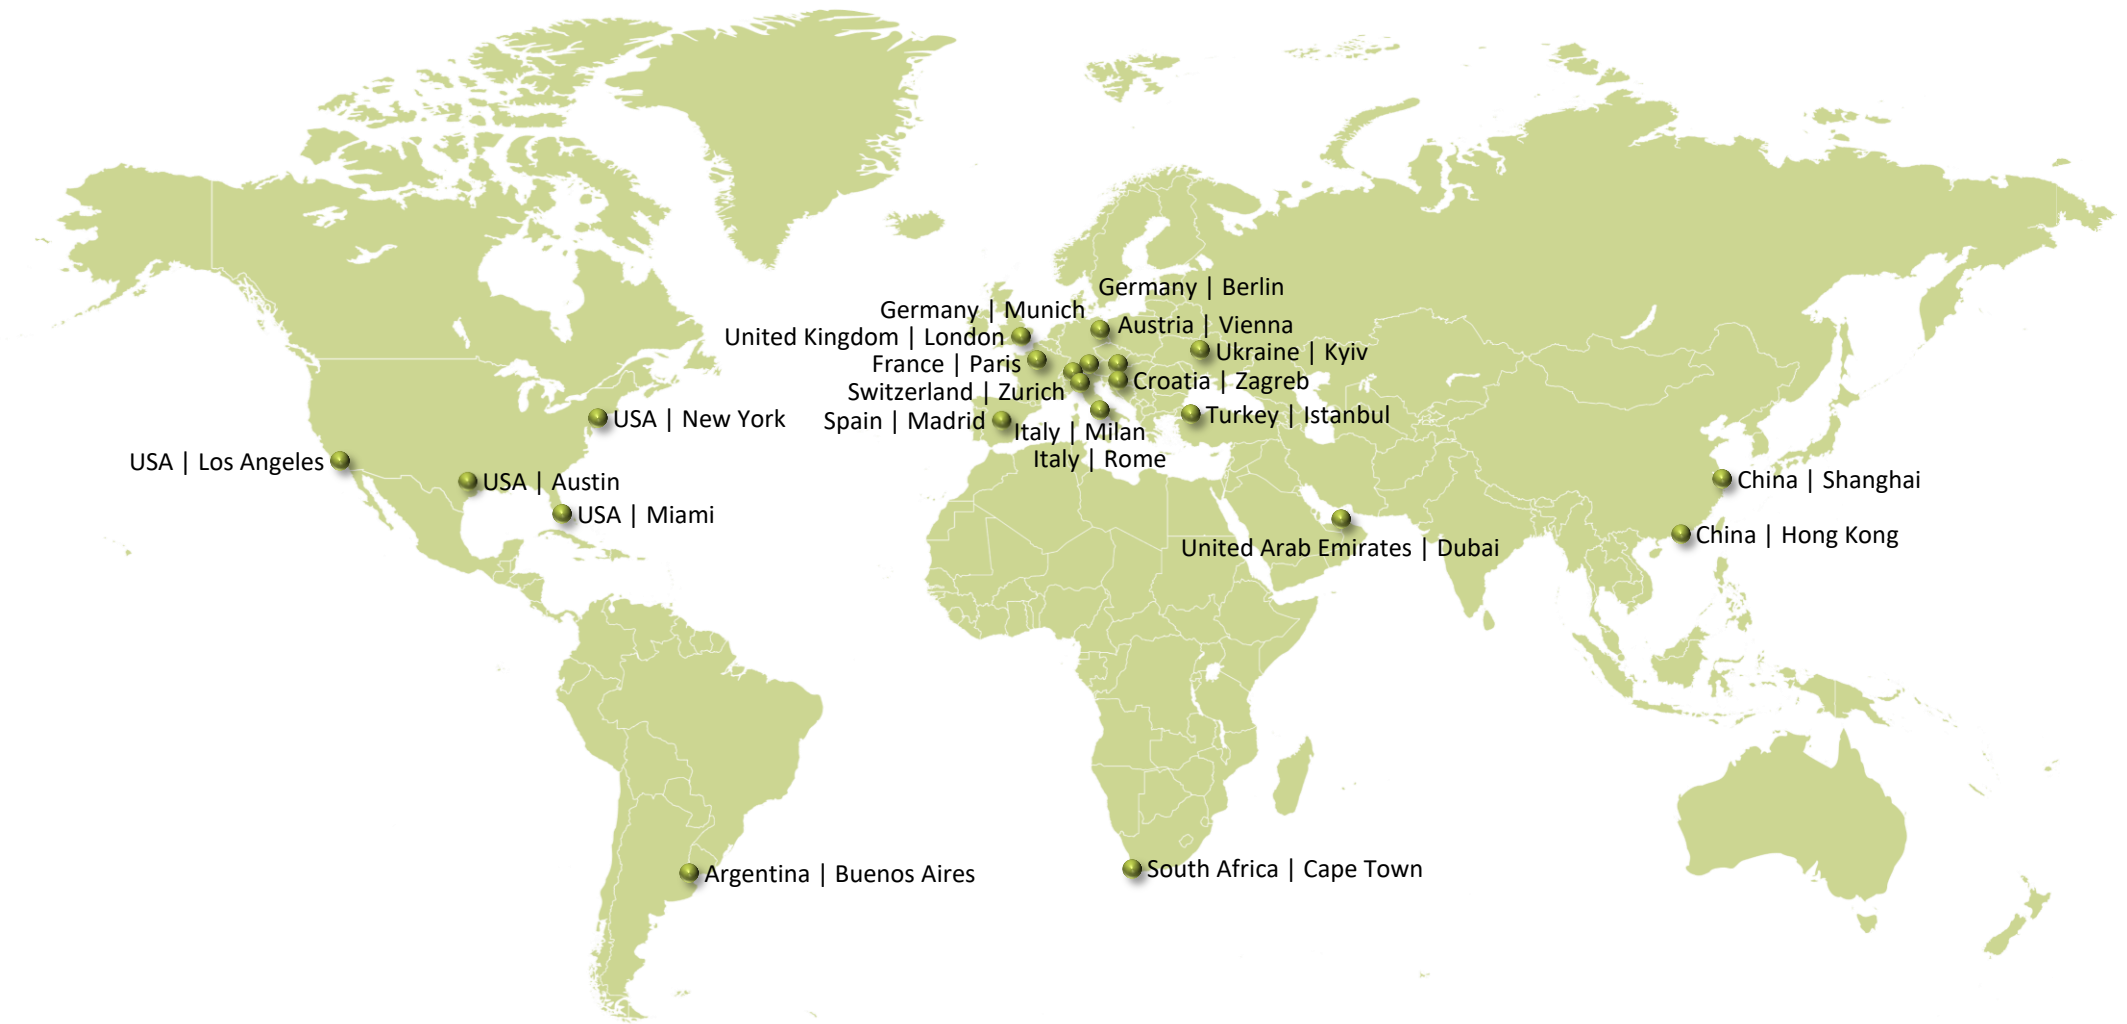 Germany | Berlin
Germany | Munich
Austria | Vienna
United Kingdom | London
Ukraine | Kyiv
France | Paris
Croatia | Zagreb
Switzerland | Zurich
Turkey | Istanbul
USA | New York
Spain | Madrid
Italy | Milan
Italy | Rome
USA | Los Angeles
USA | Austin
China | Shanghai
USA | Miami
China | Hong Kong
United Arab Emirates | Dubai
South Africa | Cape Town
Argentina | Buenos Aires